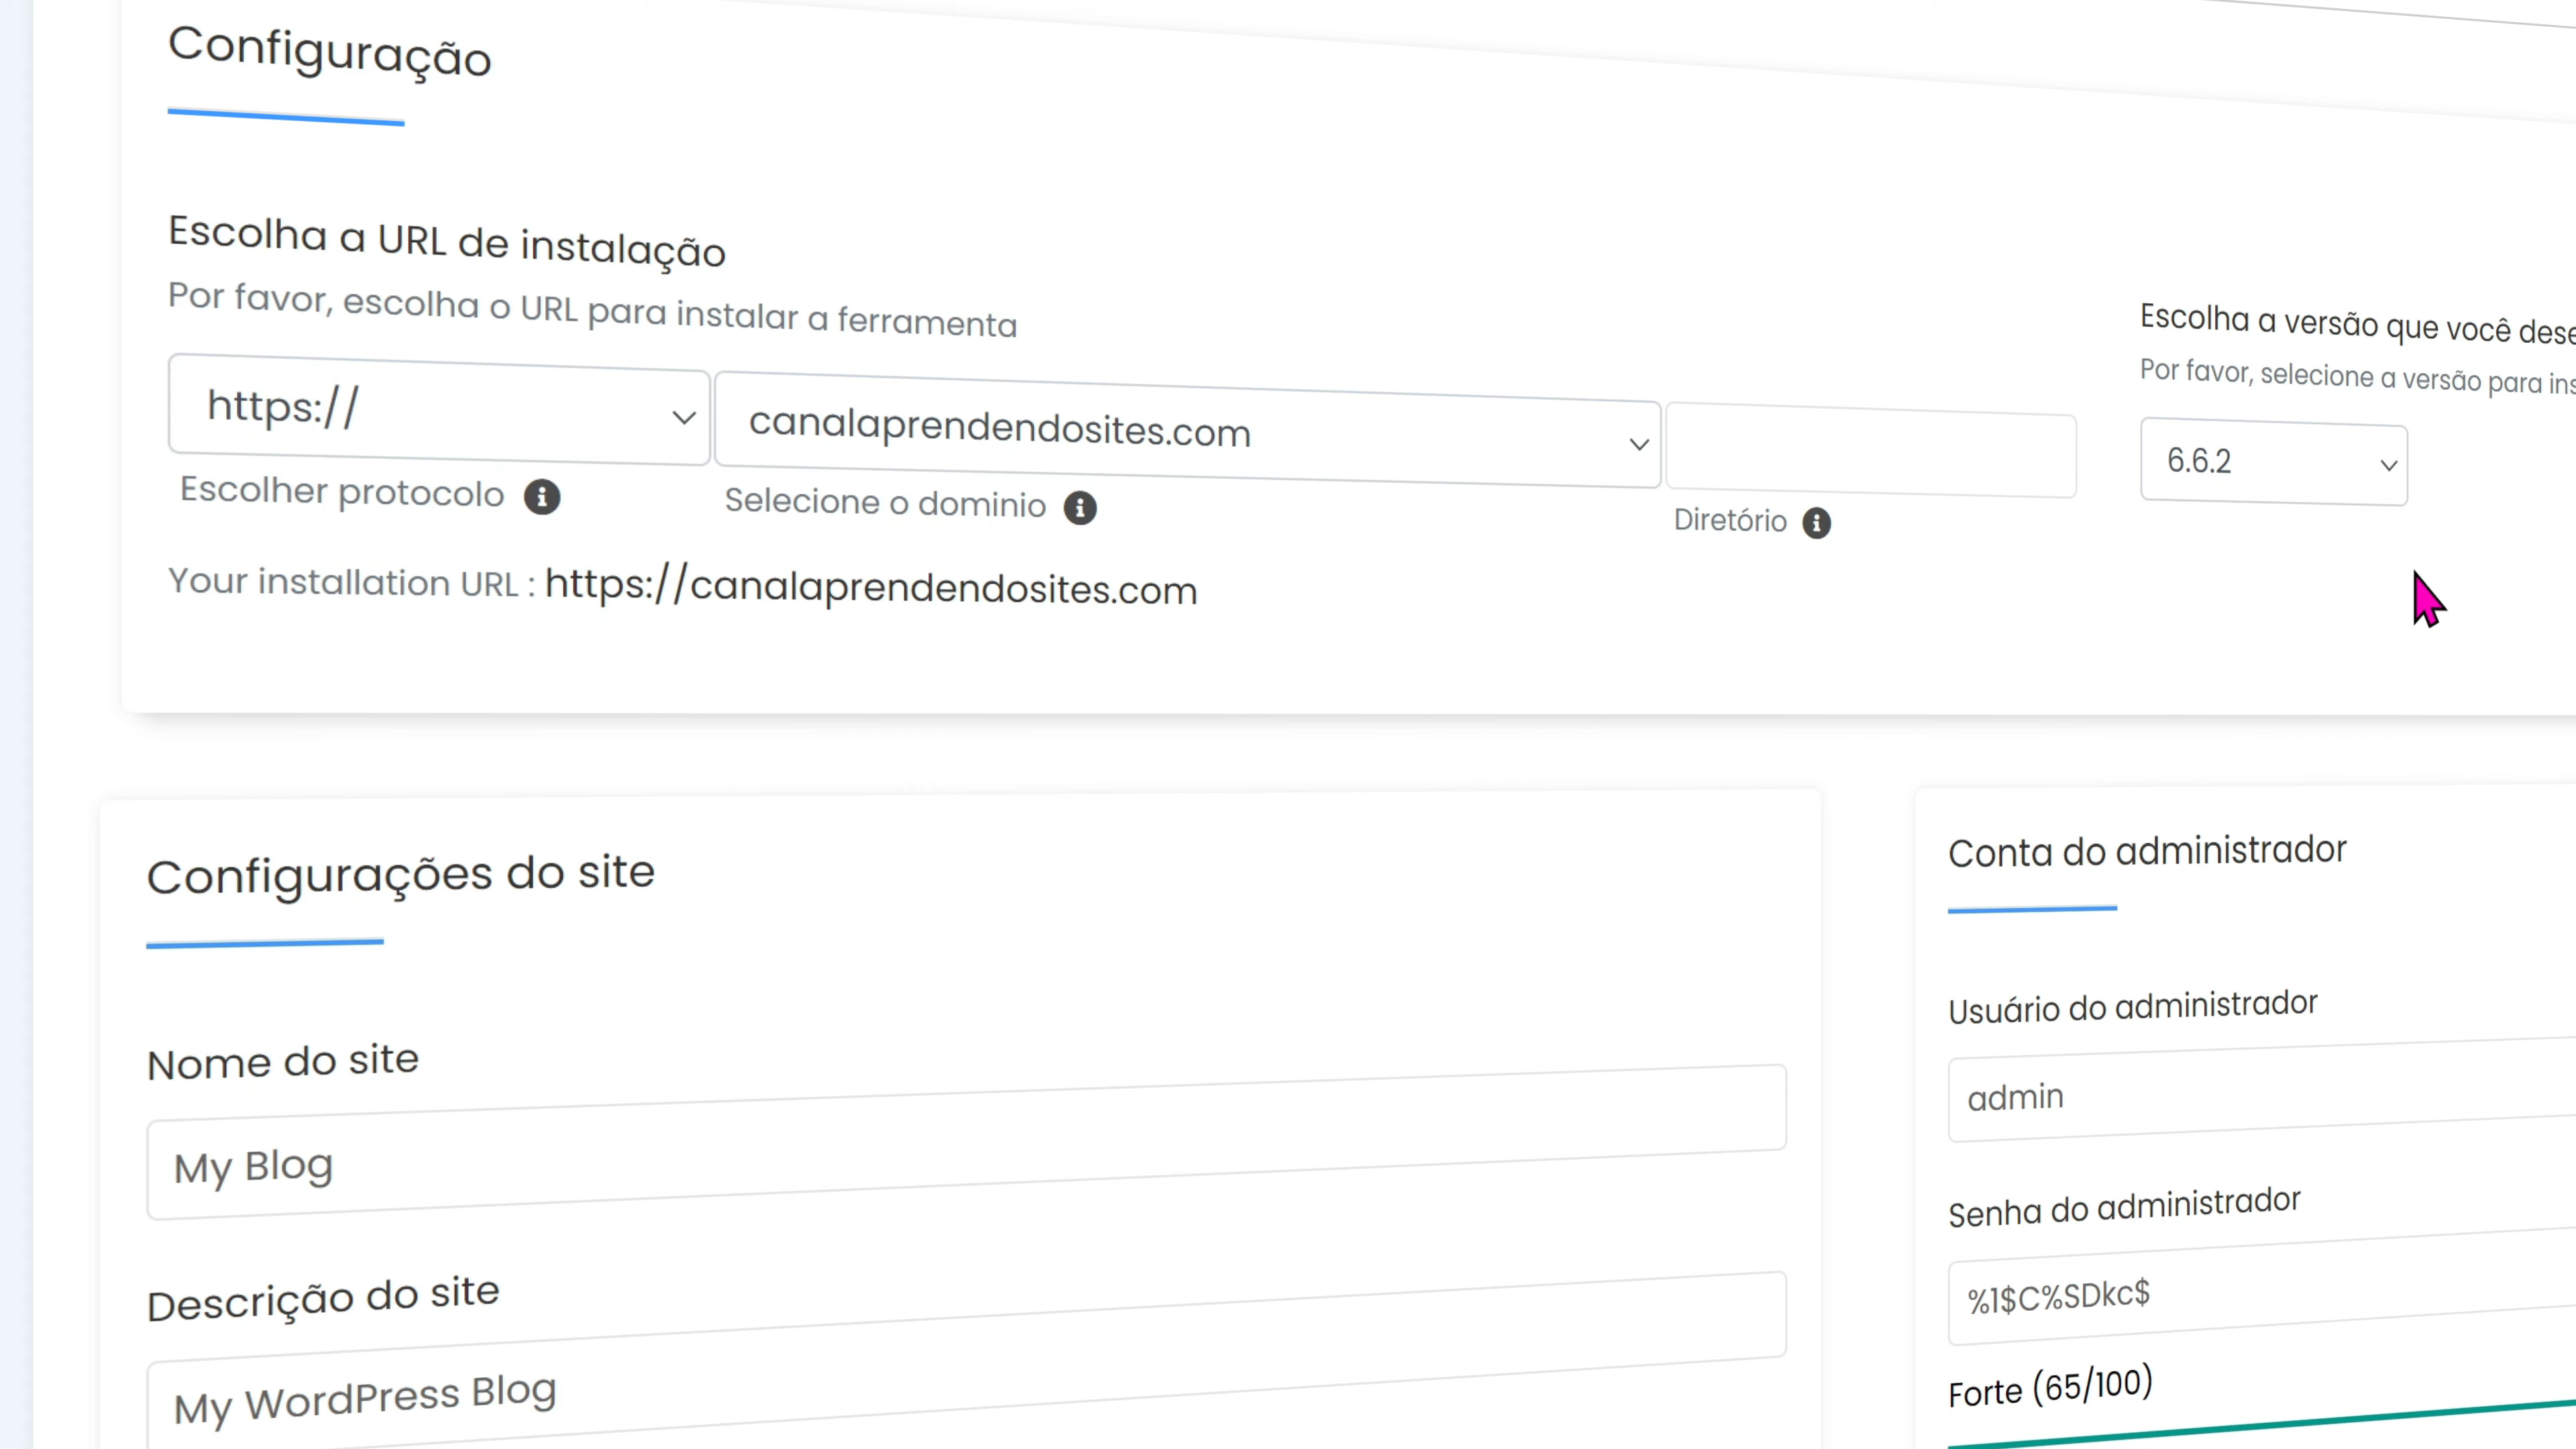 Configuração
Escolha a URL de instalação
Por favor, escolha o URL para instalar a ferramenta
https://
canalaprendendosites.com
Escolher protocolo
Selecione o dominio
Diretório
Your installation URL : https://canalaprendendosites.com
Escolha a versão que você
Por favor, selecione a versão para
6.6.2
Configurações do site
Nome do site
My Blog
Descrição do site
My WordPress Blog
Conta do administrador
Usuário do administrador
admin
Senha do administrador
%1$C%SDkc$
Forte (65/100)